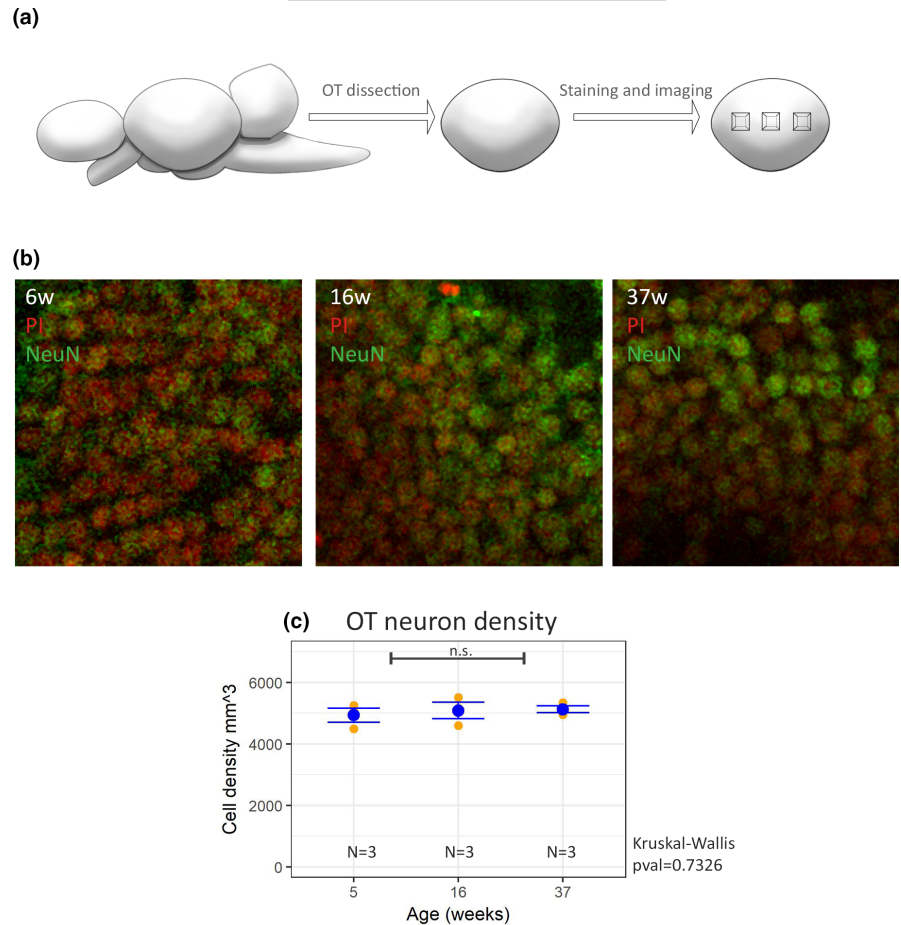 (a)
OT dissection
Staining and imaging
(b)
6w
PI
NeuN
16w
PI
NeuN
37w
PI
NeuN
(c) OT neuron density
n.s.
6000
4000
2000
0
Cell density mm^3
N=3 N=3 N=3
Kruskal-Wallis
pval=0.7326
5 16 37
Age (weeks)